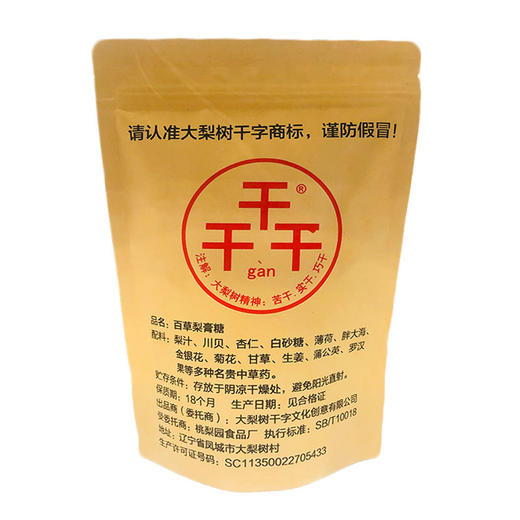 请认准大梨树干字商标，谨防假冒！
干®
干干
gàn
注解：大梨树精神：苦干.实干.巧干
品名：百草梨膏糖
配料：梨汁、川贝、杏仁、白砂糖、薄荷、胖大海、
金银花、菊花、甘草、生姜、蒲公英、罗汉
果等多种名贵中草药。
贮存条件：存放于阴凉干燥处，避免阳光直射。
保质期：18个月 生产日期：见合格证
出品商（委托商）：大梨树干字文化创意有限公司
受委托商：桃梨园食品厂 执行标准：SB/T10018
地址：辽宁省凤城市大梨树村
生产许可证号码：SC11350022705433